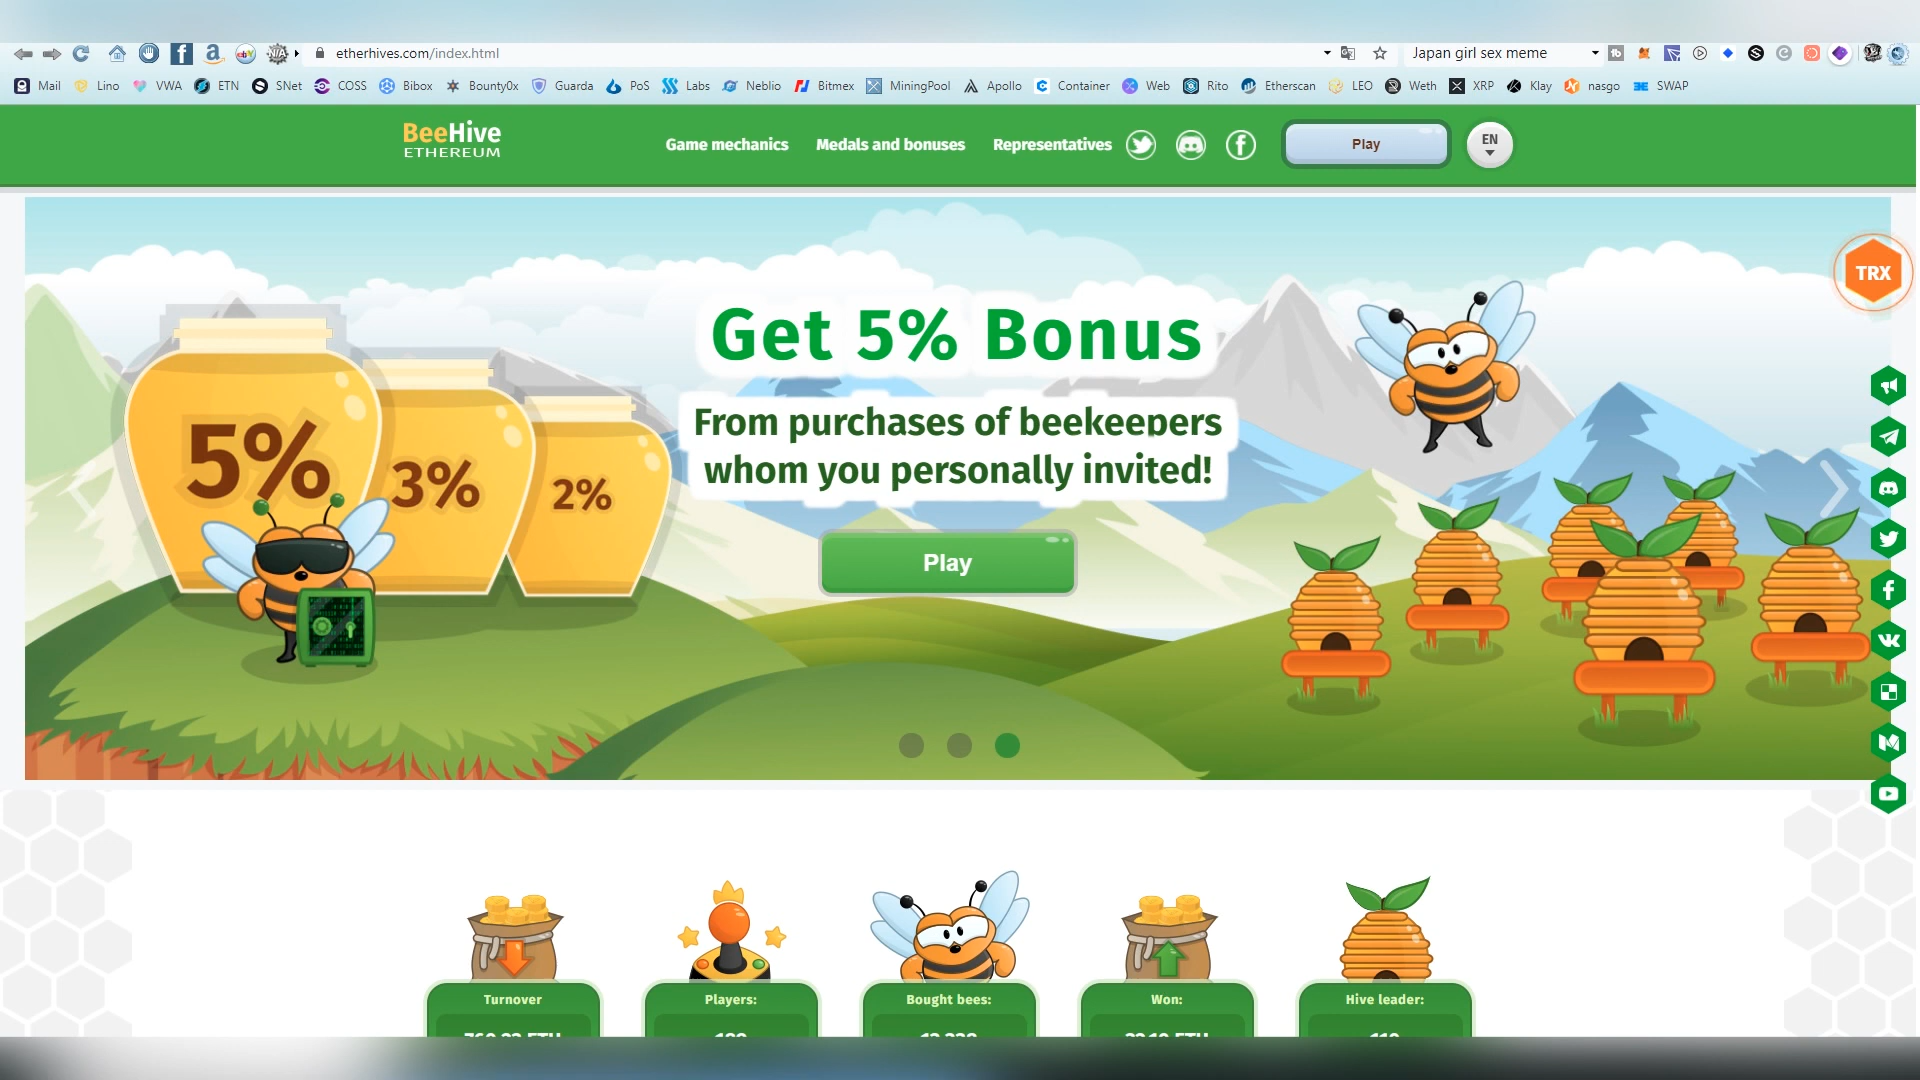 etherhives.com/index.html
Japan girl sex meme
Mail Lino VWA ETN SNet COSS Bibox Bounty0x Guarda PoS Labs Neblio Bitmex MiningPool Apollo Container Web Rito Etherscan LEO Weth XRP Klay nasgo SWAP
BeeHive
ETHEREUM
Game mechanics Medals and bonuses Representatives Play EN
TRX
Get 5% Bonus
From purchases of beekeepers
whom you personally invited!
Play
5% 3% 2%
Turnover Players: Bought bees: Won: Hive leader: